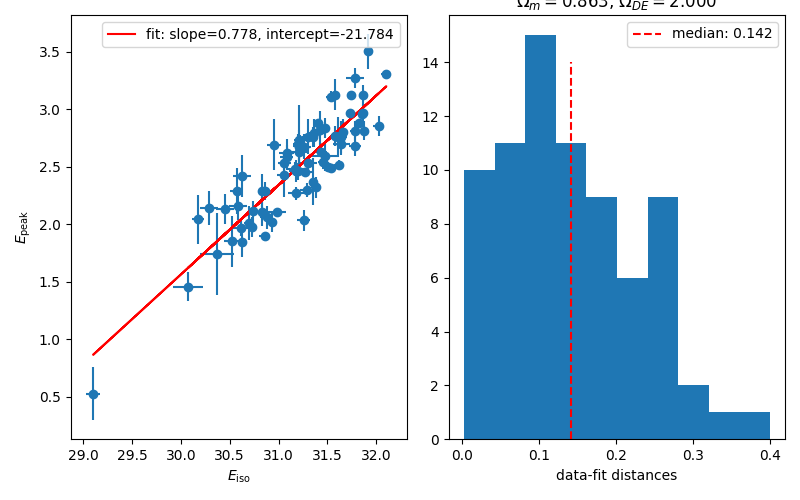 Ω_m = 0.863, Ω_DE = 2.000
fit: slope=0.778, intercept=-21.784
median: 0.142
E_peak
3.5
3.0
2.5
2.0
1.5
1.0
0.5
29.0 29.5 30.0 30.5 31.0 31.5 32.0
E_iso
14
12
10
8
6
4
2
0
0.0 0.1 0.2 0.3 0.4
data-fit distances